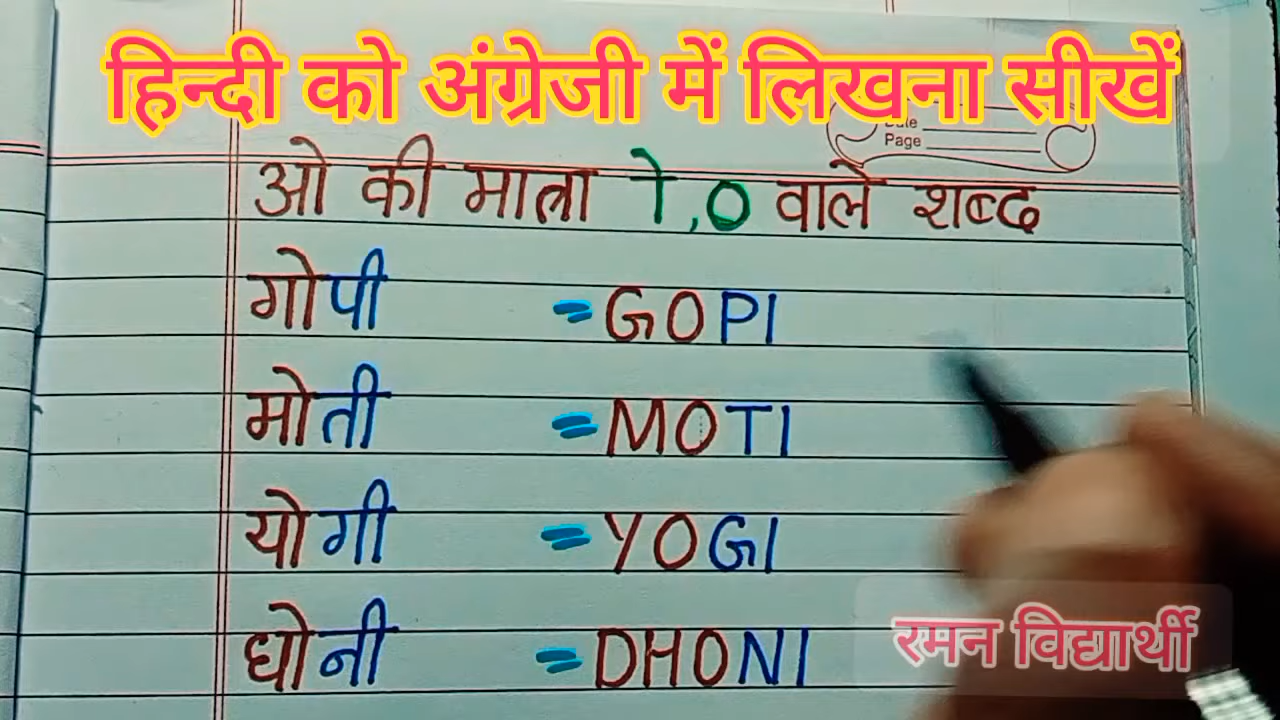 हिन्दी को अंग्रेजी में लिखना सीखें
Date
Page
ओ की मात्रा ो ,o वाले शब्द
गोपी = GOPI
मोती = MOTI
योगी = YOGI
धोनी = DHONI
रमन विद्यार्थी